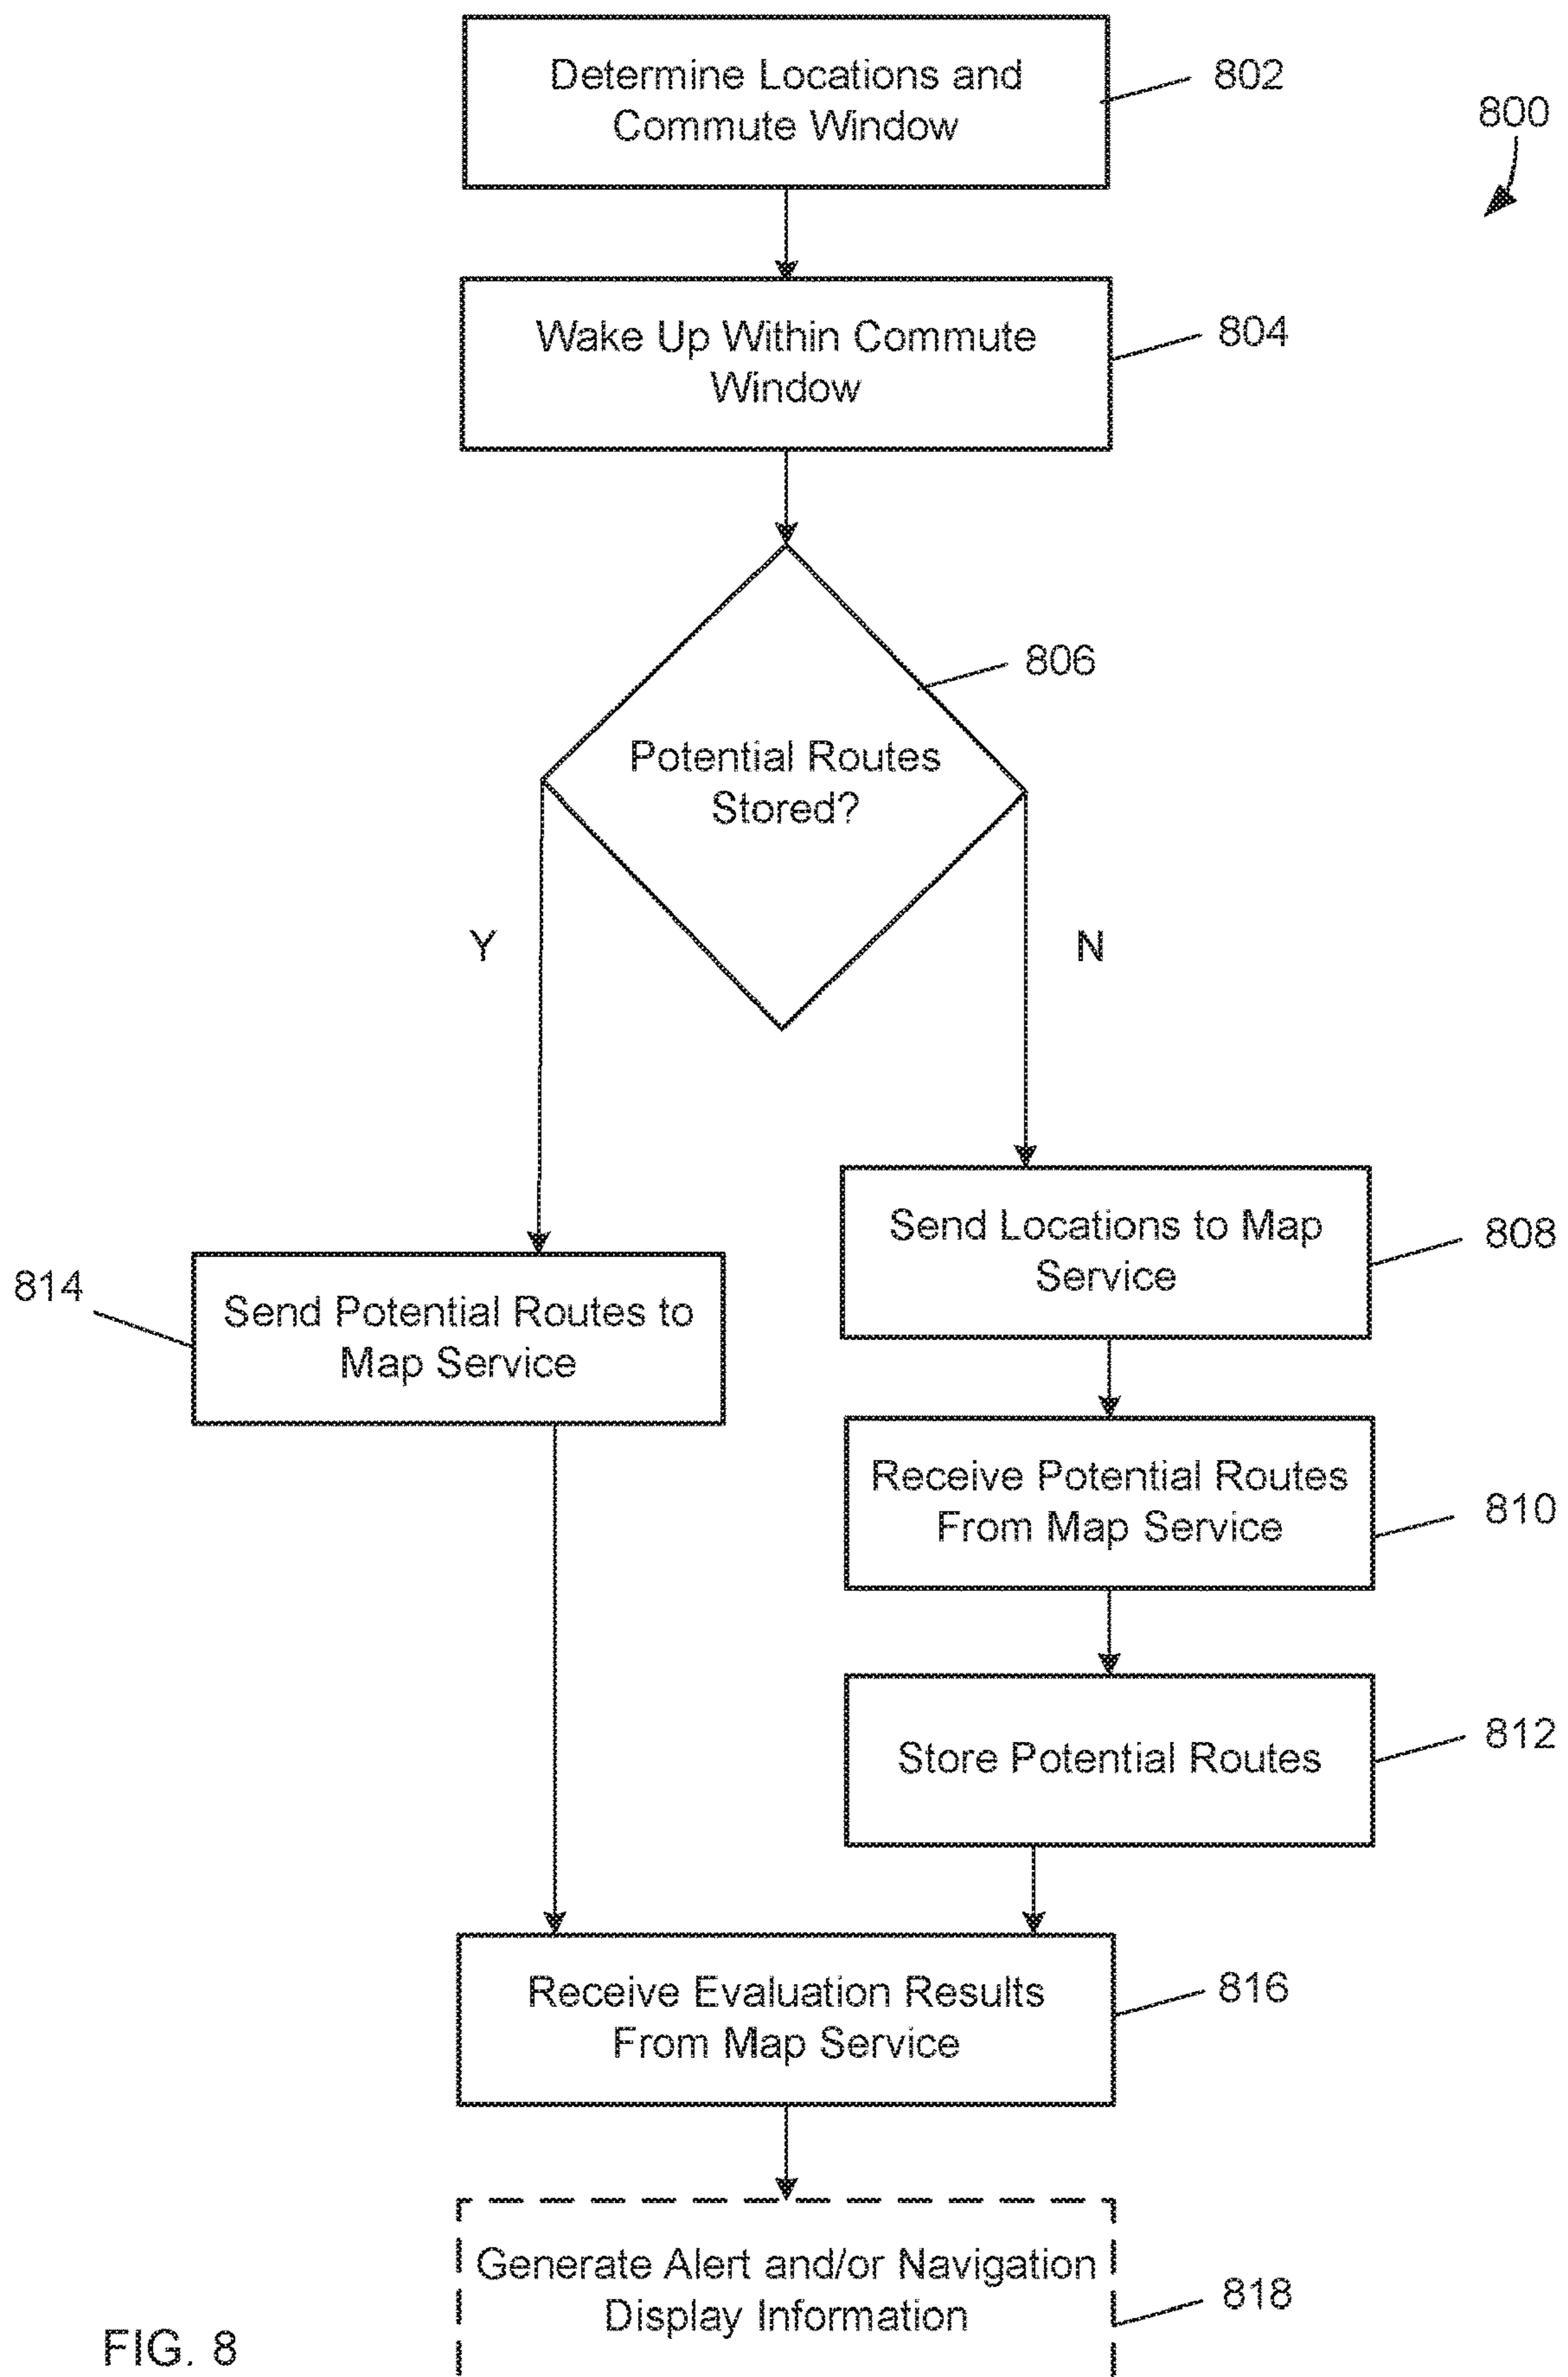 Determine Locations and
Commute Window
802
800
Wake Up Within Commute
Window
804
806
Potential Routes
Stored?
Y
N
Send Locations to Map
Service
808
814
Send Potential Routes to
Map Service
Receive Potential Routes
From Map Service
810
Store Potential Routes
812
Receive Evaluation Results
From Map Service
816
Generate Alert and/or Navigation
Display Information
818
FIG. 8